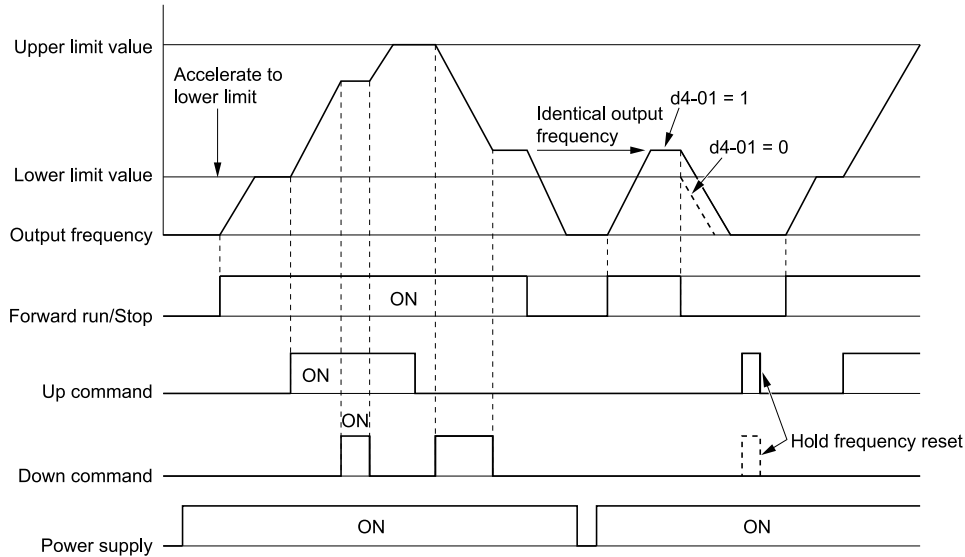 Upper limit value
Accelerate to
lower limit
d4-01 = 1
Identical output
frequency
d4-01 = 0
Lower limit value
Output frequency
ON
Forward run/Stop
ON
Up command
ON
Hold frequency reset
Down command
ON
ON
Power supply